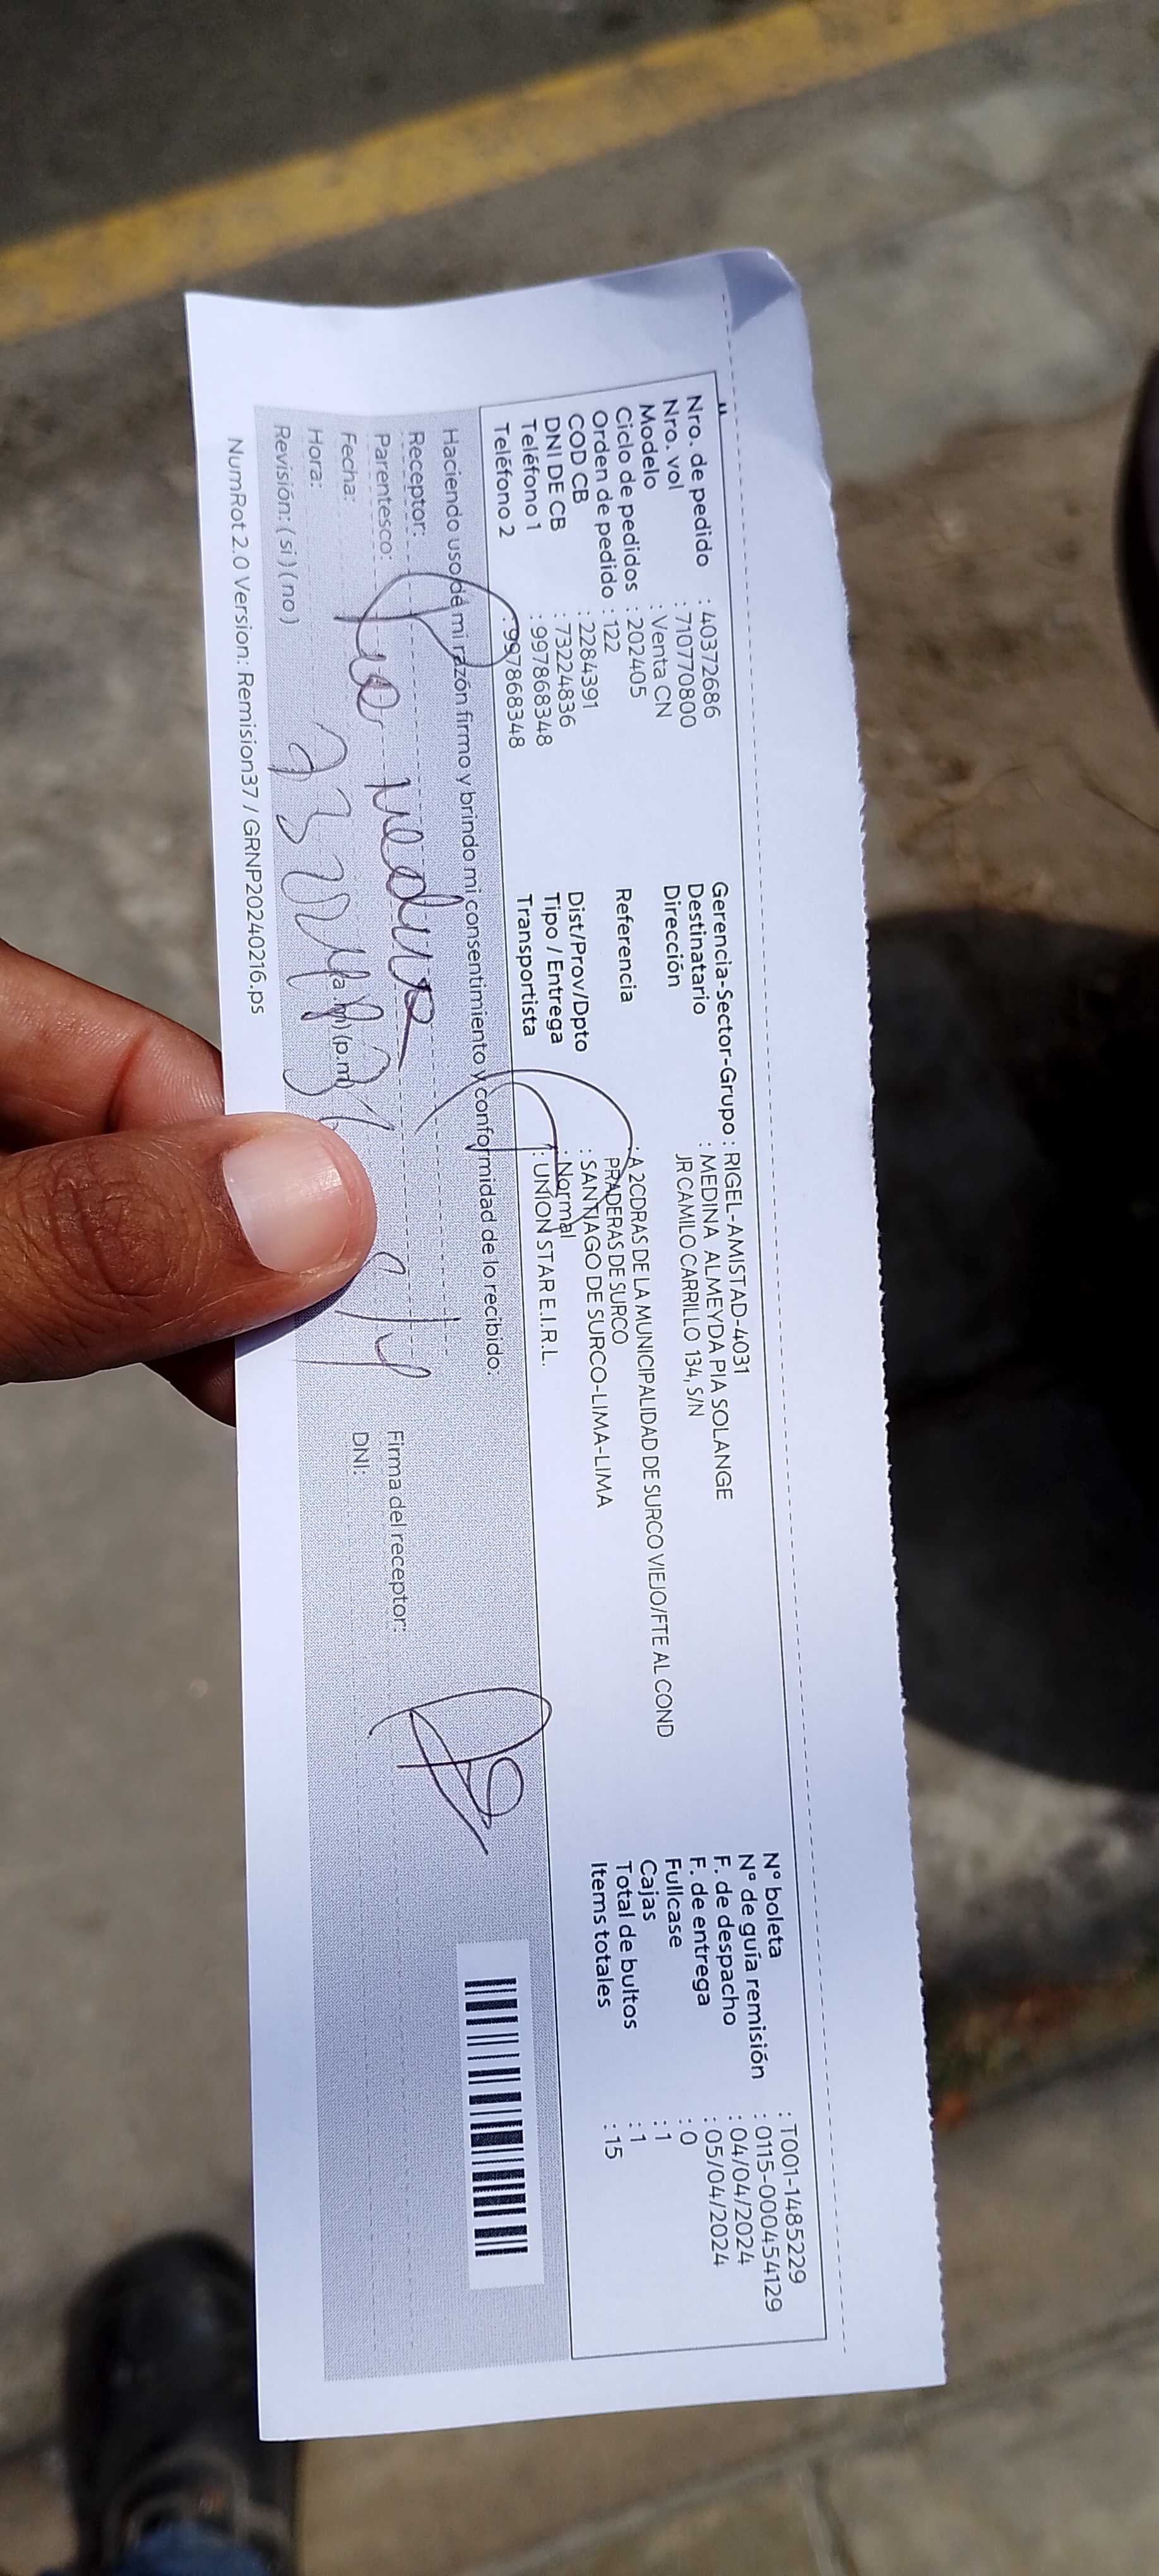 Nro. de pedido : 40372686
Nro. vol : 710770800
Modelo : Venta CN
Ciclo de pedidos : 202405
Orden de pedido : 122
COD CB : 2284391
DNI DE CB : 73224836
Teléfono 1 : 997868348
Teléfono 2 : 997868348
Gerencia-Sector-Grupo : RIGEL-AMISTAD-4031
Destinatario : MEDINA ALMEYDA PIA SOLANGE
Dirección JR CAMILO CARRILLO 134, S/N
Referencia : A 2CDRAS DE LA MUNICIPALIDAD DE SURCO VIEJO/FTE AL COND
PRADERAS DE SURCO
Dist/Prov/Dpto : SANTIAGO DE SURCO-LIMA-LIMA
Tipo / Entrega : Normal
Transportista : UNION STAR E.I.R.L.
N° boleta : T001-1485229
N° de guía remisión : 0115-000454129
F. de despacho : 04/04/2024
F. de entrega : 05/04/2024
Fullcase : 0
Cajas : 1
Total de bultos : 1
Items totales : 15
Haciendo uso de mi razón firmo y brindo mi consentimiento y conformidad de lo recibido:
Receptor:
Parentesco:
Fecha:
Hora: (a.m) (p.m)
Revisión: (si) (no)
Firma del receptor:
DNI:
NumRot 2.0 Version: Remision37 / GRNP20240216.ps